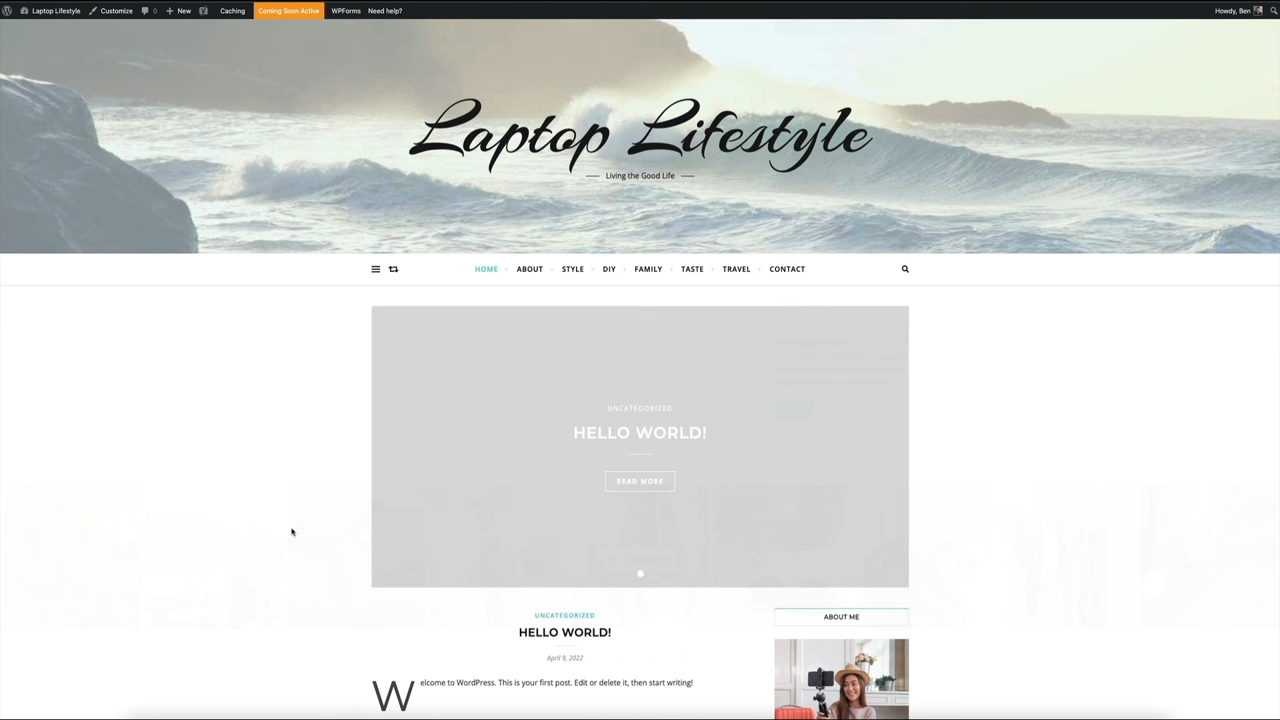 Laptop Lifestyle Customize 0 New Caching Coming Soon Active WPForms Need help? Howdy, Ben
Laptop Lifestyle
Living the Good Life
HOME ABOUT STYLE DIY FAMILY TASTE TRAVEL CONTACT
UNCATEGORIZED
HELLO WORLD!
READ MORE
UNCATEGORIZED
HELLO WORLD!
April 9, 2022
Welcome to WordPress. This is your first post. Edit or delete it, then start writing!
ABOUT ME